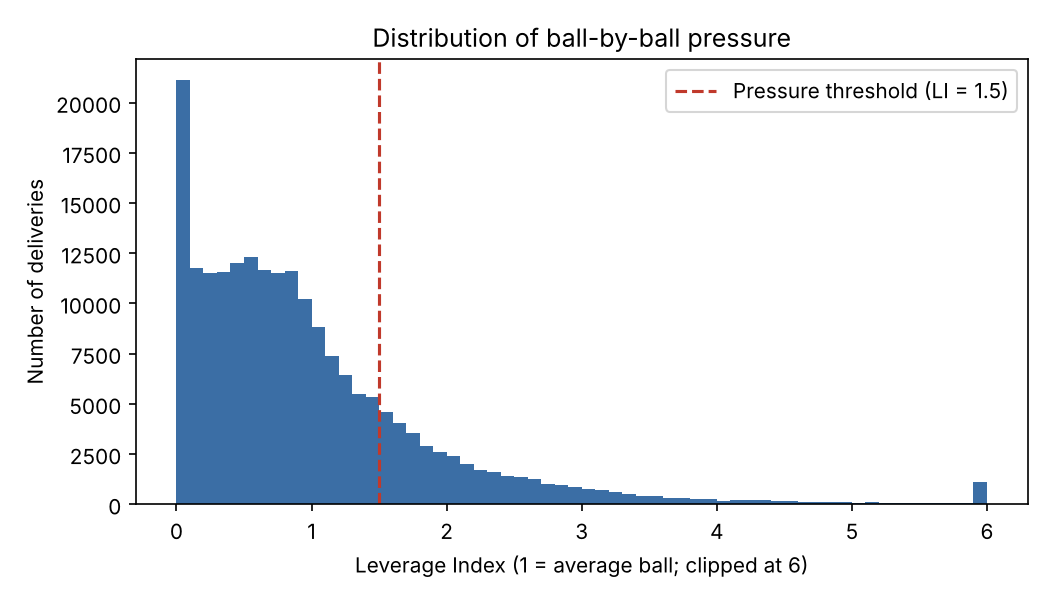 Distribution of ball-by-ball pressure
Pressure threshold (LI = 1.5)
Number of deliveries
20000
17500
15000
12500
10000
7500
5000
2500
0
0 1 2 3 4 5 6
Leverage Index (1 = average ball; clipped at 6)